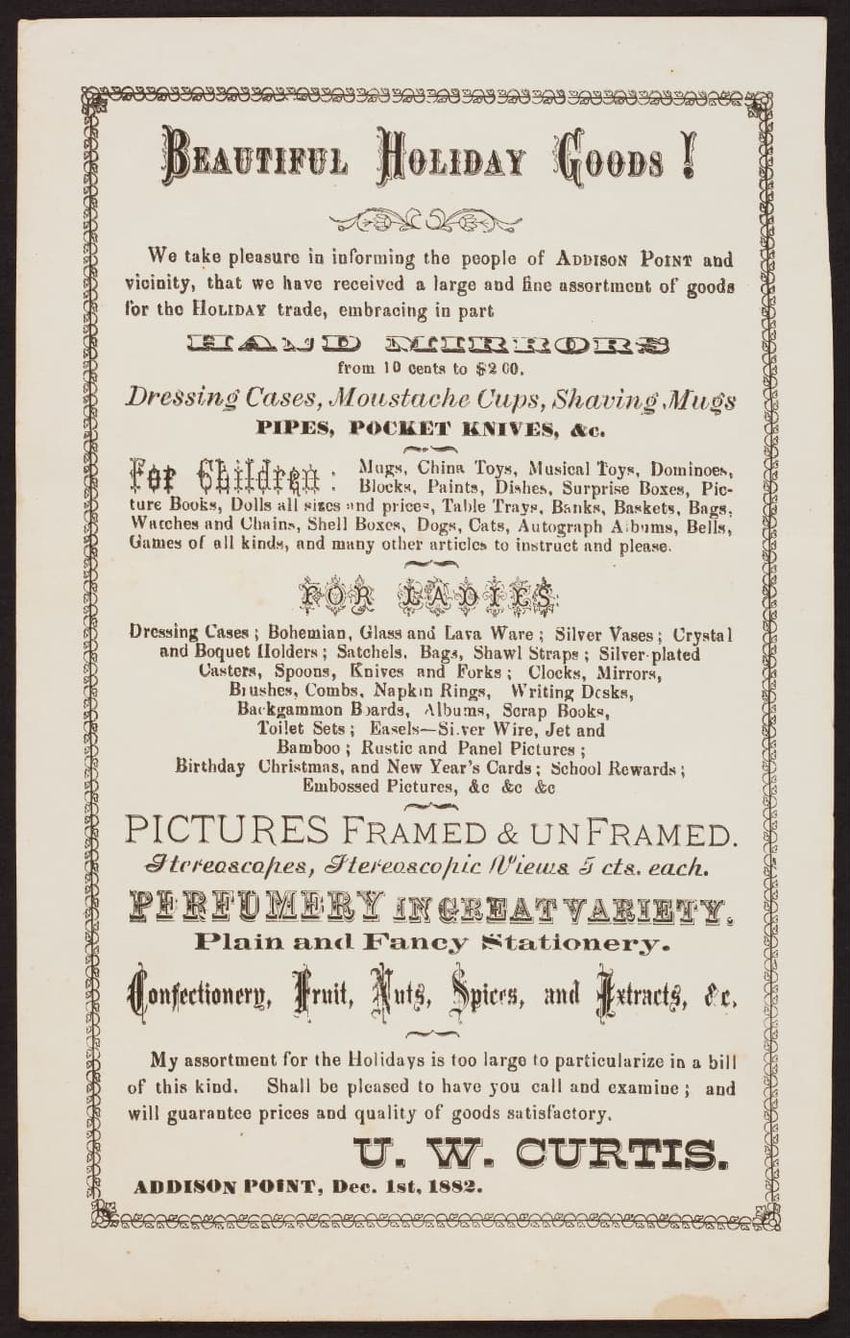 BEAUTIFUL HOLIDAY GOODS!
We take pleasure in informing the people of ADDISON POINT and
vicinity, that we have received a large and fine assortment of goods
for the HOLIDAY trade, embracing in part
HAND MIRRORS
from 10 cents to $2 00.
Dressing Cases, Moustache Cups, Shaving Mugs
PIPES, POCKET KNIVES, &c.
For Children: Mugs, China Toys, Musical Toys, Dominoes,
Blocks, Paints, Dishes, Surprise Boxes, Pic-
ture Books, Dolls all sizes and prices, Table Trays, Banks, Baskets, Bags,
Watches and Chains, Shell Boxes, Dogs, Cats, Autograph Albums, Bells,
Games of all kinds, and many other articles to instruct and please.
FOR LADIES:
Dressing Cases; Bohemian, Glass and Lava Ware; Silver Vases; Crystal
and Boquet Holders; Satchels, Bags, Shawl Straps; Silver-plated
Casters, Spoons, Knives and Forks; Clocks, Mirrors,
Brushes, Combs, Napkin Rings, Writing Desks,
Backgammon Boards, Albums, Scrap Books,
Toilet Sets; Easels—Silver Wire, Jet and
Bamboo; Rustic and Panel Pictures;
Birthday Christmas, and New Year's Cards; School Rewards;
Embossed Pictures, &c &c &c
PICTURES FRAMED & UNFRAMED.
Stereoscopes, Stereoscopic Views 5 cts. each.
PERFUMERY IN GREAT VARIETY.
Plain and Fancy Stationery.
Confectionery, Fruit, Nuts, Spices, and Extracts, &c.
My assortment for the Holidays is too large to particularize in a bill
of this kind. Shall be pleased to have you call and examine; and
will guarantee prices and quality of goods satisfactory.
U. W. CURTIS.
ADDISON POINT, Dec. 1st, 1882.